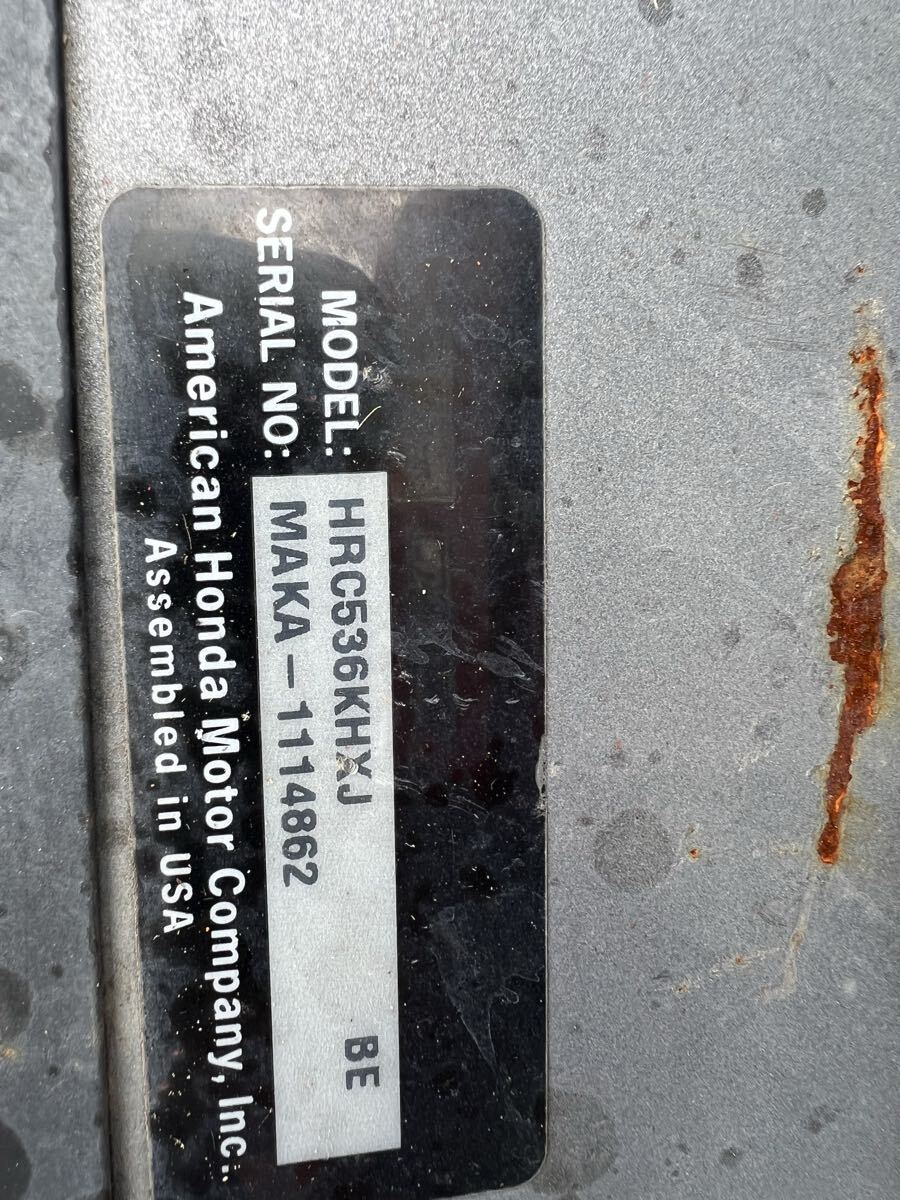 MODEL: HRC536KHXJ BE
SERIAL NO: MAKA-1114862
American Honda Motor Company, Inc.
Assembled in USA